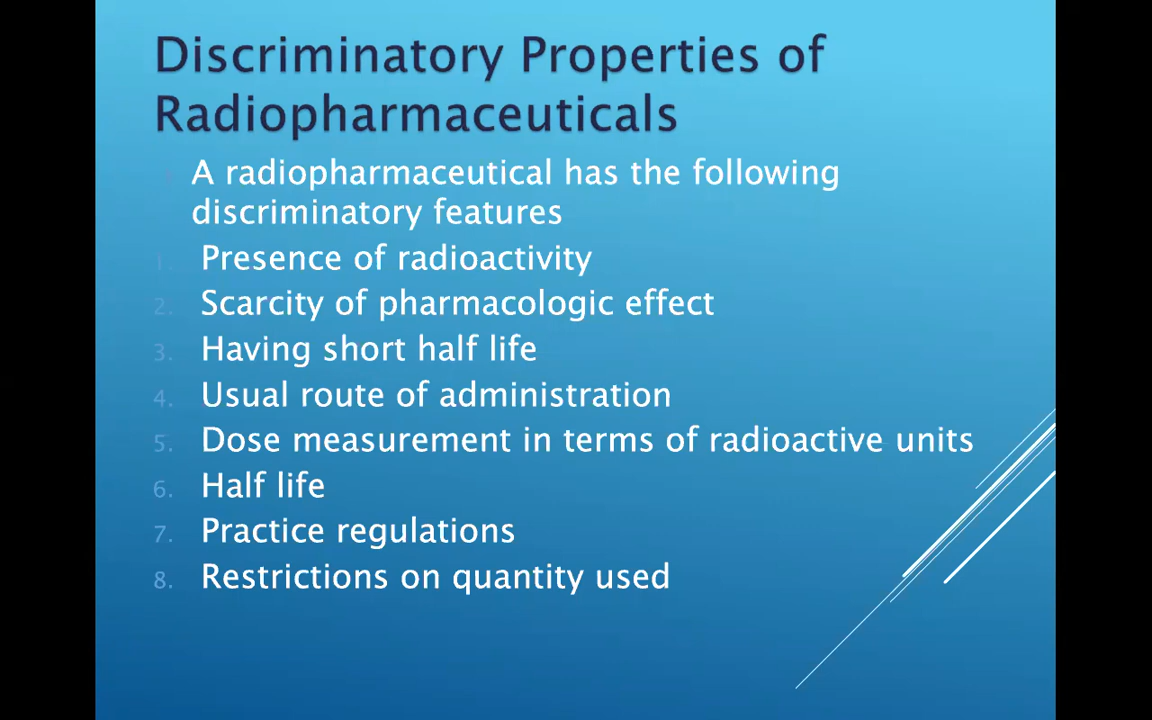 Discriminatory Properties of
Radiopharmaceuticals
A radiopharmaceutical has the following
discriminatory features
1. Presence of radioactivity
2. Scarcity of pharmacologic effect
3. Having short half life
4. Usual route of administration
5. Dose measurement in terms of radioactive units
6. Half life
7. Practice regulations
8. Restrictions on quantity used